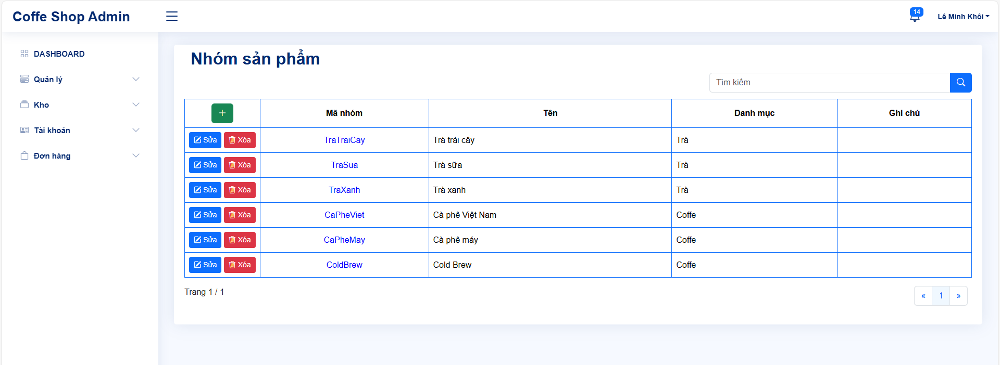 Coffe Shop Admin
14
Lê Minh Khôi
DASHBOARD
Quản lý
Kho
Tài khoản
Đơn hàng
Nhóm sản phẩm
Tìm kiếm
+ Mã nhóm Tên Danh mục Ghi chú
Sửa Xóa TraTraiCay Trà trái cây Trà
Sửa Xóa TraSua Trà sữa Trà
Sửa Xóa TraXanh Trà xanh Trà
Sửa Xóa CaPheViet Cà phê Việt Nam Coffe
Sửa Xóa CaPheMay Cà phê máy Coffe
Sửa Xóa ColdBrew Cold Brew Coffe
Trang 1 / 1
« 1 »